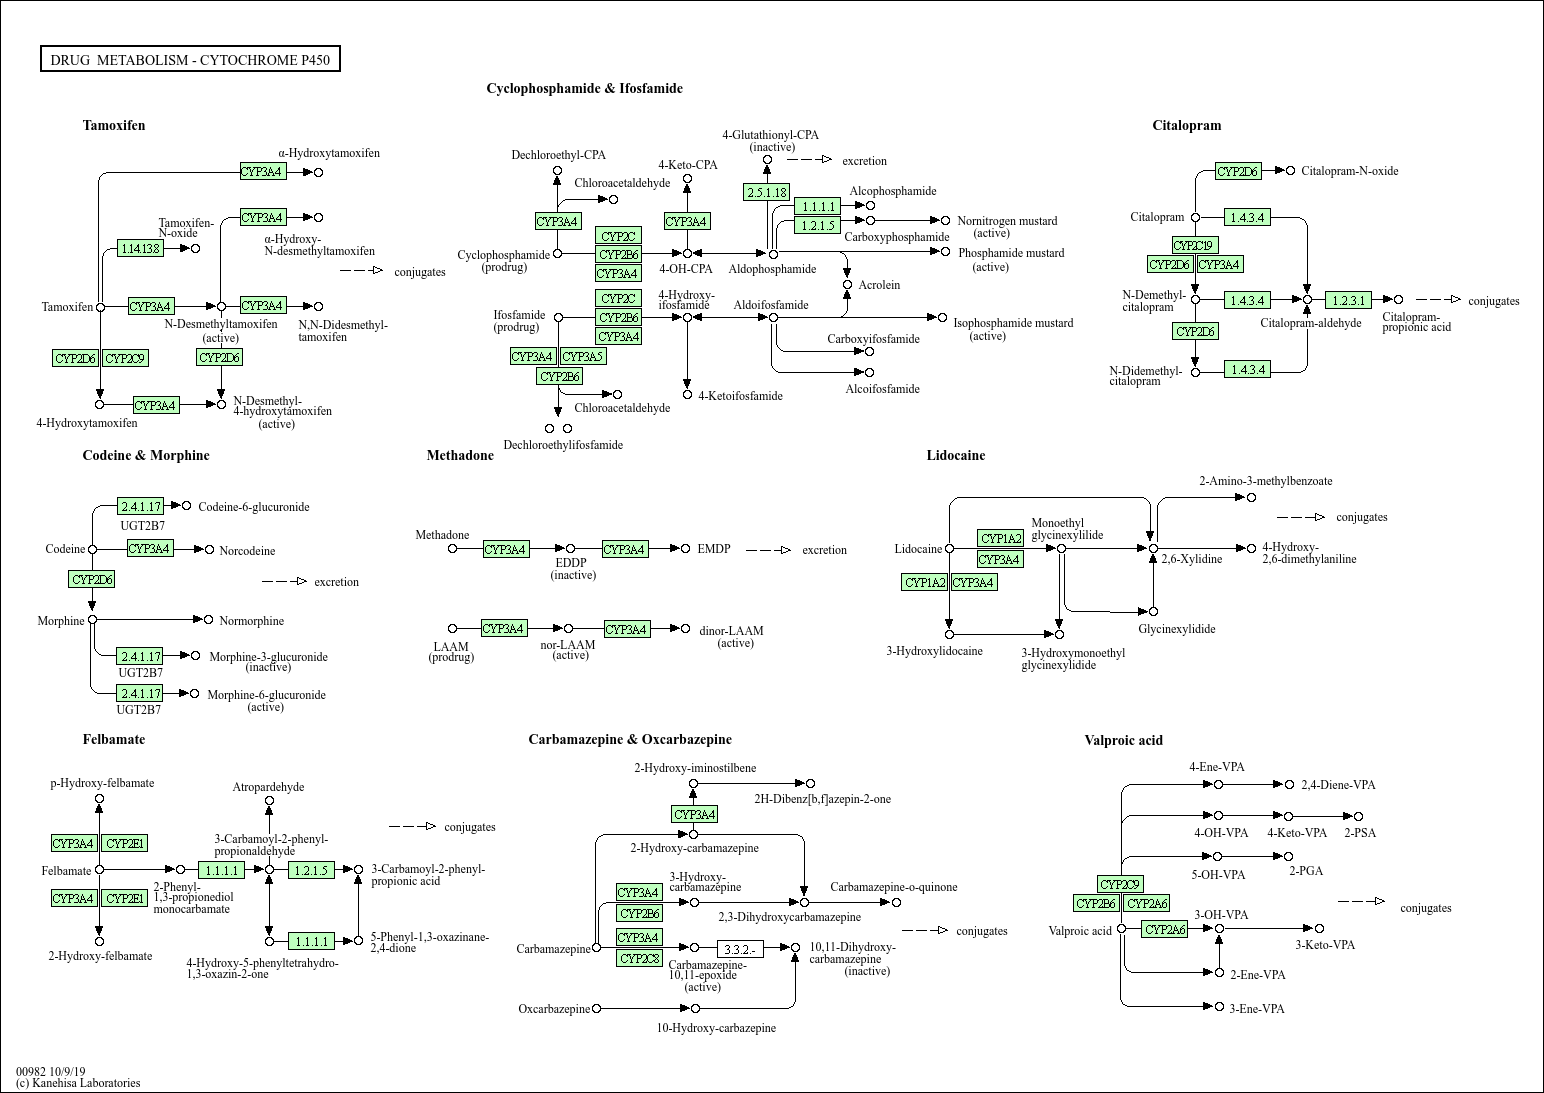 DRUG METABOLISM - CYTOCHROME P450
Cyclophosphamide & Ifosfamide
Tamoxifen
α-Hydroxytamoxifen
CYP3A4
Tamoxifen-
N-oxide
CYP3A4
1.14.13.8
α-Hydroxy-
N-desmethyltamoxifen
conjugates
Tamoxifen
CYP3A4
CYP3A4
N-Desmethyltamoxifen
(active)
N,N-Didesmethyl-
tamoxifen
CYP2D6
CYP2C9
CYP2D6
CYP3A4
4-Hydroxytamoxifen
N-Desmethyl-
4-hydroxytamoxifen
(active)
Dechloroethyl-CPA
Chloroacetaldehyde
4-Keto-CPA
4-Glutathionyl-CPA
(inactive)
excretion
2.5.1.18
Alcophosphamide
1.1.1.1
1.2.1.5
Nornitrogen mustard
(active)
Carboxyphosphamide
CYP3A4
CYP3A4
CYP2C
CYP2B6
CYP3A4
Cyclophosphamide
(prodrug)
4-OH-CPA
Aldophosphamide
Phosphamide mustard
(active)
Acrolein
CYP2C
CYP2B6
CYP3A4
4-Hydroxy-
ifosfamide
Aldoifosfamide
Ifosfamide
(prodrug)
Isophosphamide mustard
(active)
Carboxyifosfamide
CYP3A4
CYP3A5
CYP2B6
Alcoifosfamide
4-Ketoifosfamide
Chloroacetaldehyde
Dechloroethylifosfamide
Citalopram
CYP2D6
Citalopram-N-oxide
Citalopram
1.4.3.4
CYP2C19
CYP2D6
CYP3A4
N-Demethyl-
citalopram
1.4.3.4
1.2.3.1
conjugates
Citalopram-aldehyde
Citalopram-
propionic acid
CYP2D6
N-Didemethyl-
citalopram
1.4.3.4
Codeine & Morphine
2.4.1.17
UGT2B7
Codeine-6-glucuronide
Codeine
CYP3A4
Norcodeine
CYP2D6
excretion
Morphine
Normorphine
2.4.1.17
UGT2B7
Morphine-3-glucuronide
(inactive)
2.4.1.17
UGT2B7
Morphine-6-glucuronide
(active)
Methadone
Methadone
CYP3A4
CYP3A4
EMDP
excretion
EDDP
(inactive)
CYP3A4
CYP3A4
LAAM
(prodrug)
nor-LAAM
(active)
dinor-LAAM
(active)
Lidocaine
2-Amino-3-methylbenzoate
conjugates
Monoethyl
glycinexylilide
CYP1A2
CYP3A4
Lidocaine
2,6-Xylidine
4-Hydroxy-
2,6-dimethylaniline
CYP1A2
CYP3A4
Glycinexylidide
3-Hydroxylidocaine
3-Hydroxymonoethyl
glycinexylidide
Felbamate
p-Hydroxy-felbamate
Atropardehyde
conjugates
CYP3A4
CYP2E1
3-Carbamoyl-2-phenyl-
propionaldehyde
Felbamate
1.1.1.1
1.2.1.5
3-Carbamoyl-2-phenyl-
propionic acid
CYP3A4
CYP2E1
2-Phenyl-
1,3-propionediol
monocarbamate
1.1.1.1
5-Phenyl-1,3-oxazinane-
2,4-dione
2-Hydroxy-felbamate
4-Hydroxy-5-phenyltetrahydro-
1,3-oxazin-2-one
Carbamazepine & Oxcarbazepine
2-Hydroxy-iminostilbene
2H-Dibenz[b,f]azepin-2-one
CYP3A4
2-Hydroxy-carbamazepine
3-Hydroxy-
carbamazepine
CYP3A4
CYP2B6
Carbamazepine-o-quinone
2,3-Dihydroxycarbamazepine
conjugates
CYP3A4
CYP2C8
Carbamazepine
3.3.2.-
10,11-Dihydroxy-
carbamazepine
(inactive)
Carbamazepine-
10,11-epoxide
(active)
Oxcarbazepine
10-Hydroxy-carbazepine
Valproic acid
4-Ene-VPA
2,4-Diene-VPA
4-OH-VPA
4-Keto-VPA
2-PSA
5-OH-VPA
2-PGA
CYP2C9
CYP2B6
CYP2A6
conjugates
3-OH-VPA
Valproic acid
CYP2A6
3-Keto-VPA
2-Ene-VPA
3-Ene-VPA
00982 10/9/19
(c) Kanehisa Laboratories